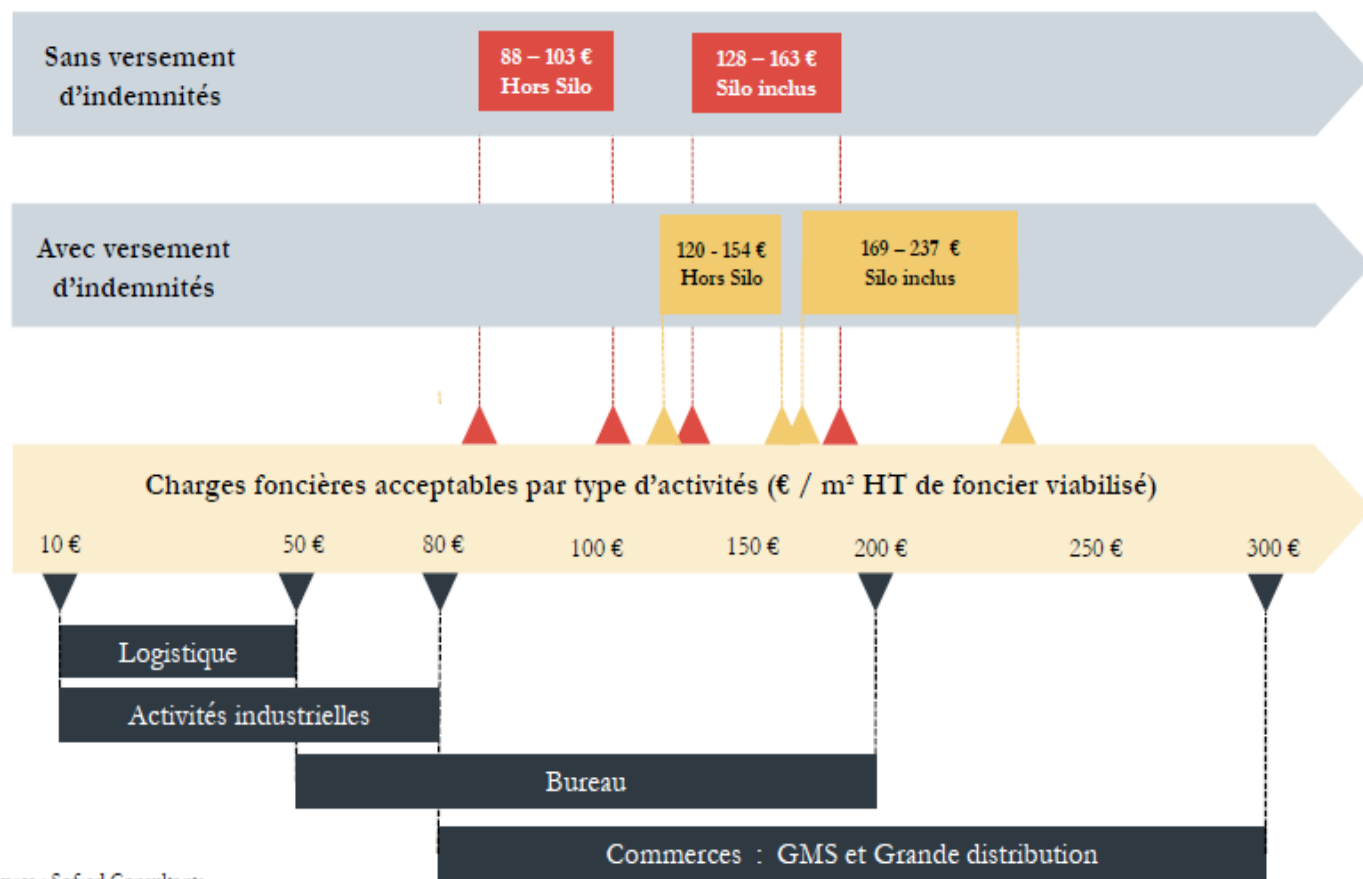 Sans versement
d'indemnités
88 – 103 €
Hors Silo
128 – 163 €
Silo inclus
Avec versement
d'indemnités
120 - 154 €
Hors Silo
169 – 237 €
Silo inclus
Charges foncières acceptables par type d'activités (€ / m² HT de foncier viabilisé)
10 € 50 € 80 € 100 € 150 € 200 € 250 € 300 €
Logistique
Activités industrielles
Bureau
Commerces : GMS et Grande distribution